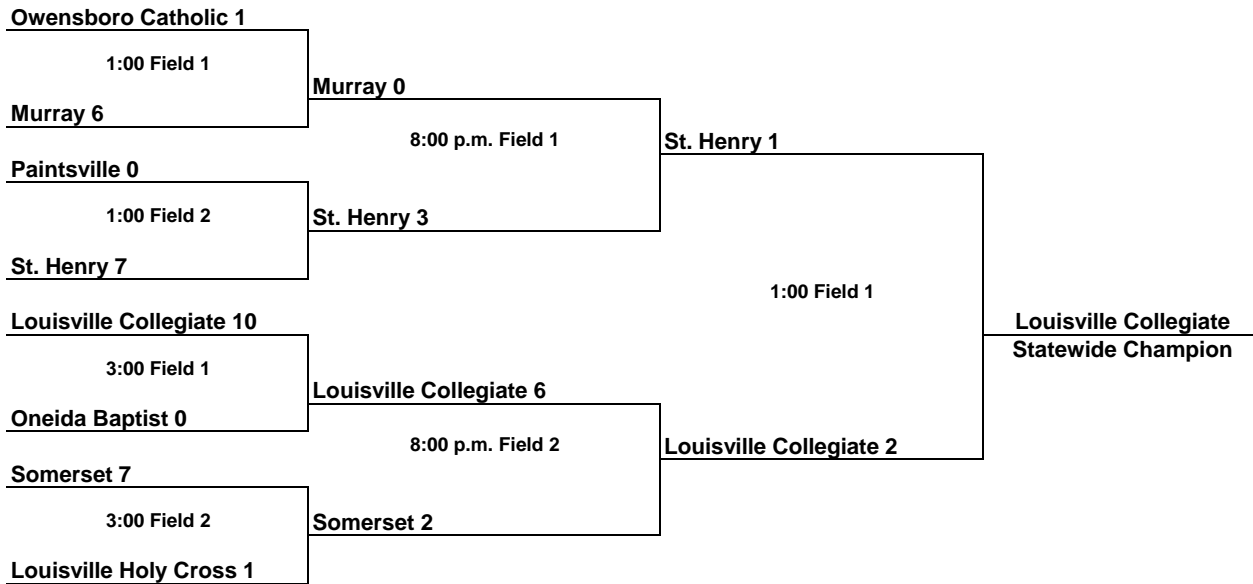 Owensboro Catholic 1
1:00 Field 1
Murray 6
Paintsville 0
1:00 Field 2
St. Henry 7
Louisville Collegiate 10
3:00 Field 1
Oneida Baptist 0
Somerset 7
3:00 Field 2
Louisville Holy Cross 1
Murray 0
8:00 p.m. Field 1
St. Henry 3
Louisville Collegiate 6
8:00 p.m. Field 2
Somerset 2
St. Henry 1
1:00 Field 1
Louisville Collegiate 2
Louisville Collegiate
Statewide Champion